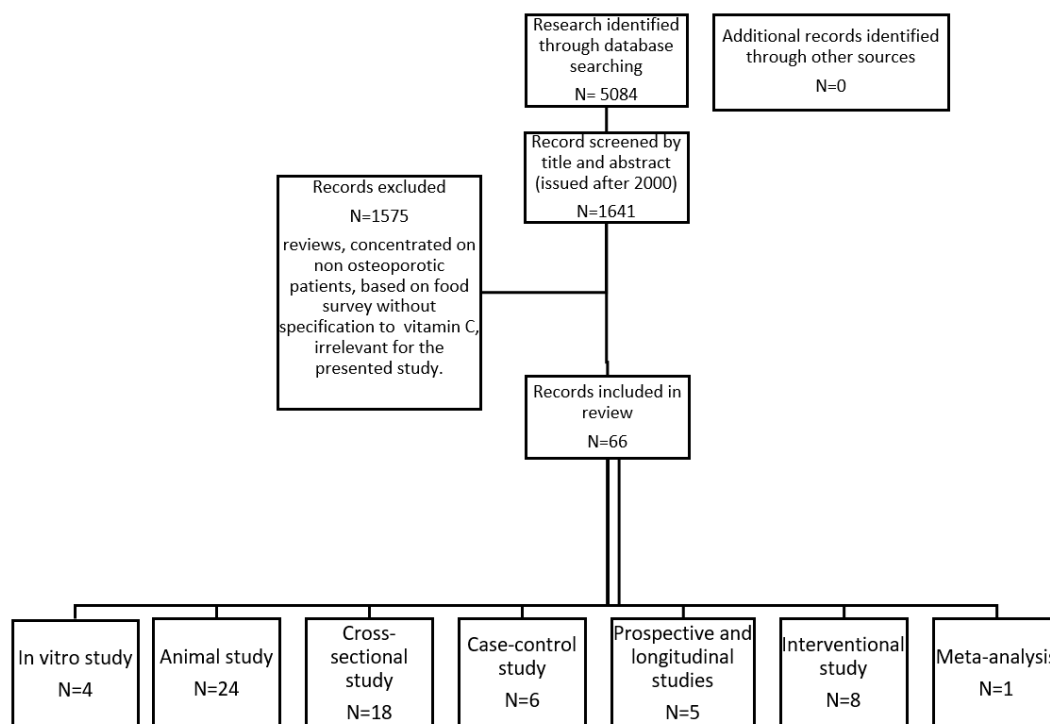 Research identified
through database
searching
N= 5084
Additional records identified
through other sources
N=0
Record screened by
title and abstract
(issued after 2000)
N=1641
Records excluded
N=1575
reviews, concentrated on
non osteoporotic
patients, based on food
survey without
specification to vitamin C,
irrelevant for the
presented study.
Records included in
review
N=66
In vitro study
N=4
Animal study
N=24
Cross-
sectional
study
N=18
Case-control
study
N=6
Prospective and
longitudinal
studies
N=5
Interventional
study
N=8
Meta-analysis
N=1